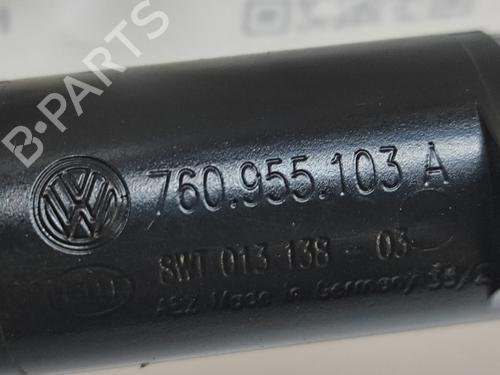 B-PARTS
760.955.103 A
8WT 013 138 - 03
Made in Germany